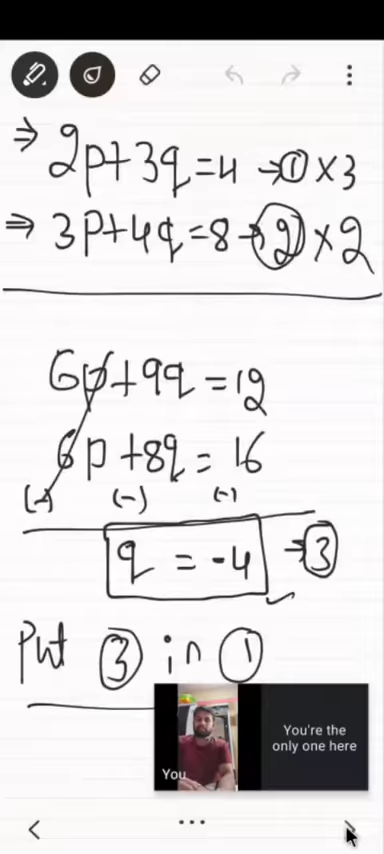 ⇒ 2p+3q=4 →① ×3
⇒ 3p+4q=8→② ×2
6p+9q=12
6p+8q=16
(-) (-) (-)
q = -4 →③
Put ③ in ①
You
You're the
only one here